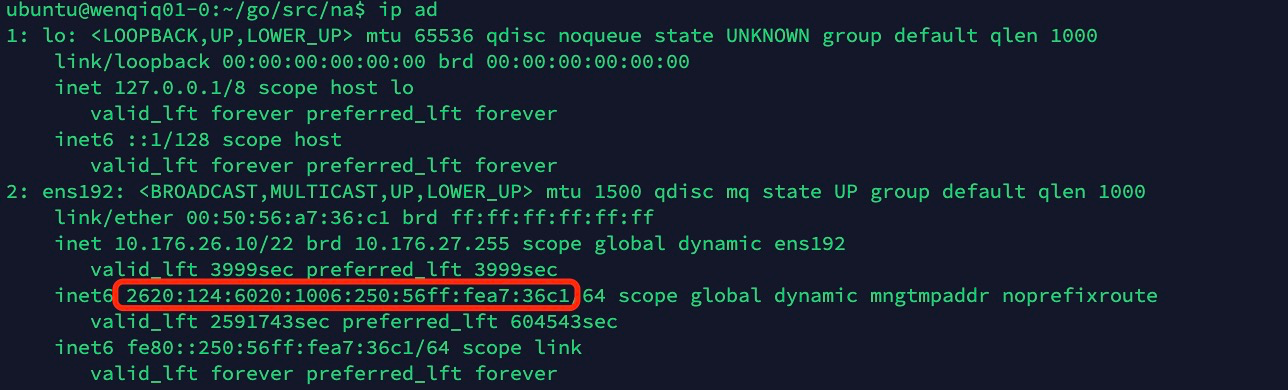 ubuntu@wenqiq01-0:~/go/src/na$ ip ad
1: lo: <LOOPBACK,UP,LOWER_UP> mtu 65536 qdisc noqueue state UNKNOWN group default qlen 1000
link/loopback 00:00:00:00:00:00 brd 00:00:00:00:00:00
inet 127.0.0.1/8 scope host lo
valid_lft forever preferred_lft forever
inet6 ::1/128 scope host
valid_lft forever preferred_lft forever
2: ens192: <BROADCAST,MULTICAST,UP,LOWER_UP> mtu 1500 qdisc mq state UP group default qlen 1000
link/ether 00:50:56:a7:36:c1 brd ff:ff:ff:ff:ff:ff
inet 10.176.26.10/22 brd 10.176.27.255 scope global dynamic ens192
valid_lft 3999sec preferred_lft 3999sec
inet6 2620:124:6020:1006:250:56ff:fea7:36c1/64 scope global dynamic mngtmpaddr noprefixroute
valid_lft 2591743sec preferred_lft 604543sec
inet6 fe80::250:56ff:fea7:36c1/64 scope link
valid_lft forever preferred_lft forever